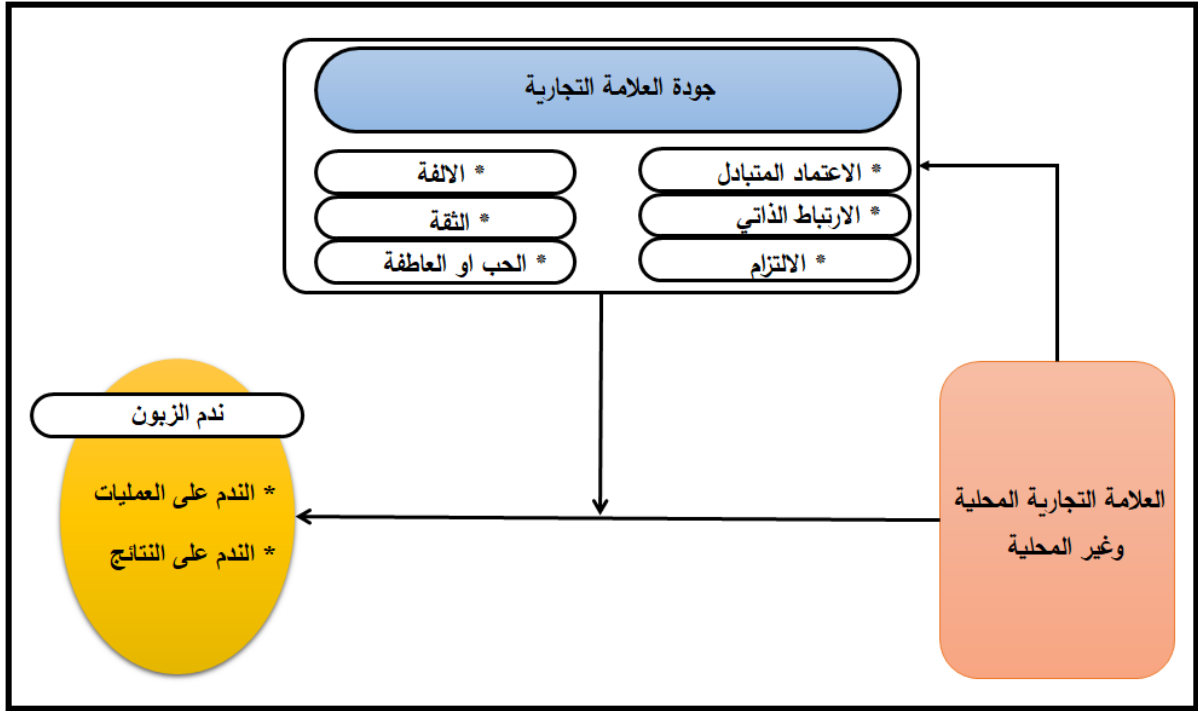 جودة العلامة التجارية
* الاعتماد المتبادل
* الارتباط الذاتي
* الالتزام
* الالفة
* الثقة
* الحب او العاطفة
العلامة التجارية المحلية
وغير المحلية
ندم الزبون
* الندم على العمليات
* الندم على النتائج